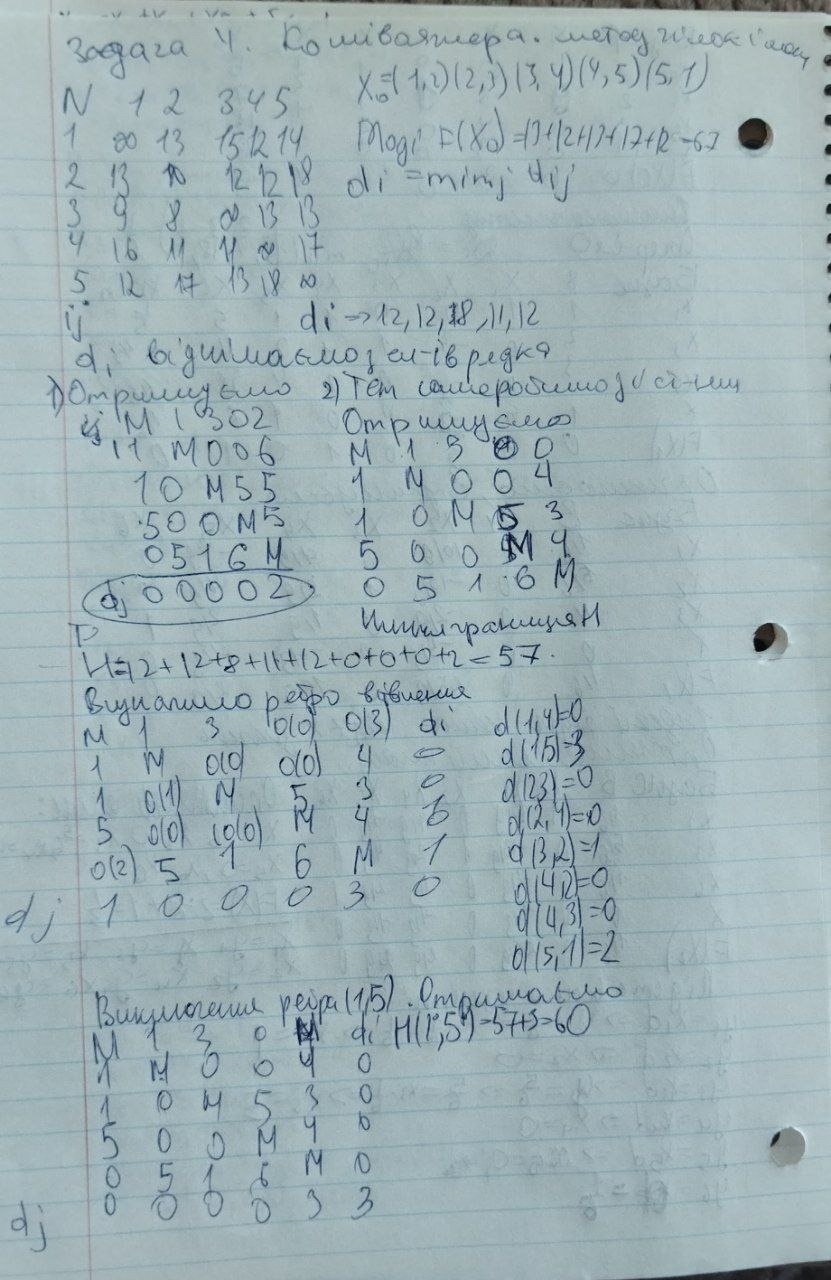 Задача 4. Комівояжера. метод гілок і меж
X₀=(1,2)(2,3)(3,4)(4,5)(5,1)
N 1 2 3 4 5
1 ∞ 13 15 12 14
Тоді F(X₀)=13+12+13+17+12=67
2 13 ∞ 12 12 18
di = minj dij
3 9 8 ∞ 13 13
4 16 11 11 ∞ 17
5 12 17 13 18 ∞
ij di → 12, 12, 8, 11, 12
di віднімаємо з ел-ів рядка
1) Отримуємо 2) Теж саме робимо з ст-ми
ij M 1 3 0 2 Отримуємо
1 M 0 0 6
1 0 M 5 5
5 0 0 M 5
0 5 1 6 M
dj 0 0 0 0 2
M 1 3 0 0
1 M 0 0 4
1 0 M 5 3
5 0 0 M 4
0 5 1 6 M
Нижня границя H
H=12+12+8+11+12+0+0+0+2=57.
Визначимо ребро
M 1 3 0(0) 0(3) di
1 M 0(0) 0(0) 4 0
1 0(1) M 5 3 0
5 0(0) 0(0) M 4 0
0(2) 5 1 6 M 1
dj 1 0 0 0 3 0
d(1,4)=0
d(1,5)=3
d(2,3)=0
d(2,4)=0
d(3,2)=1
d(4,2)=0
d(4,3)=0
d(5,1)=2
Виключення ребра (1,5). Отримаємо
M 1 3 0 M di H(1*,5*)=57+3=60
1 M 0 0 4 0
1 0 M 5 3 0
5 0 0 M 4 0
0 5 1 6 M 0
dj 0 0 0 0 3 3